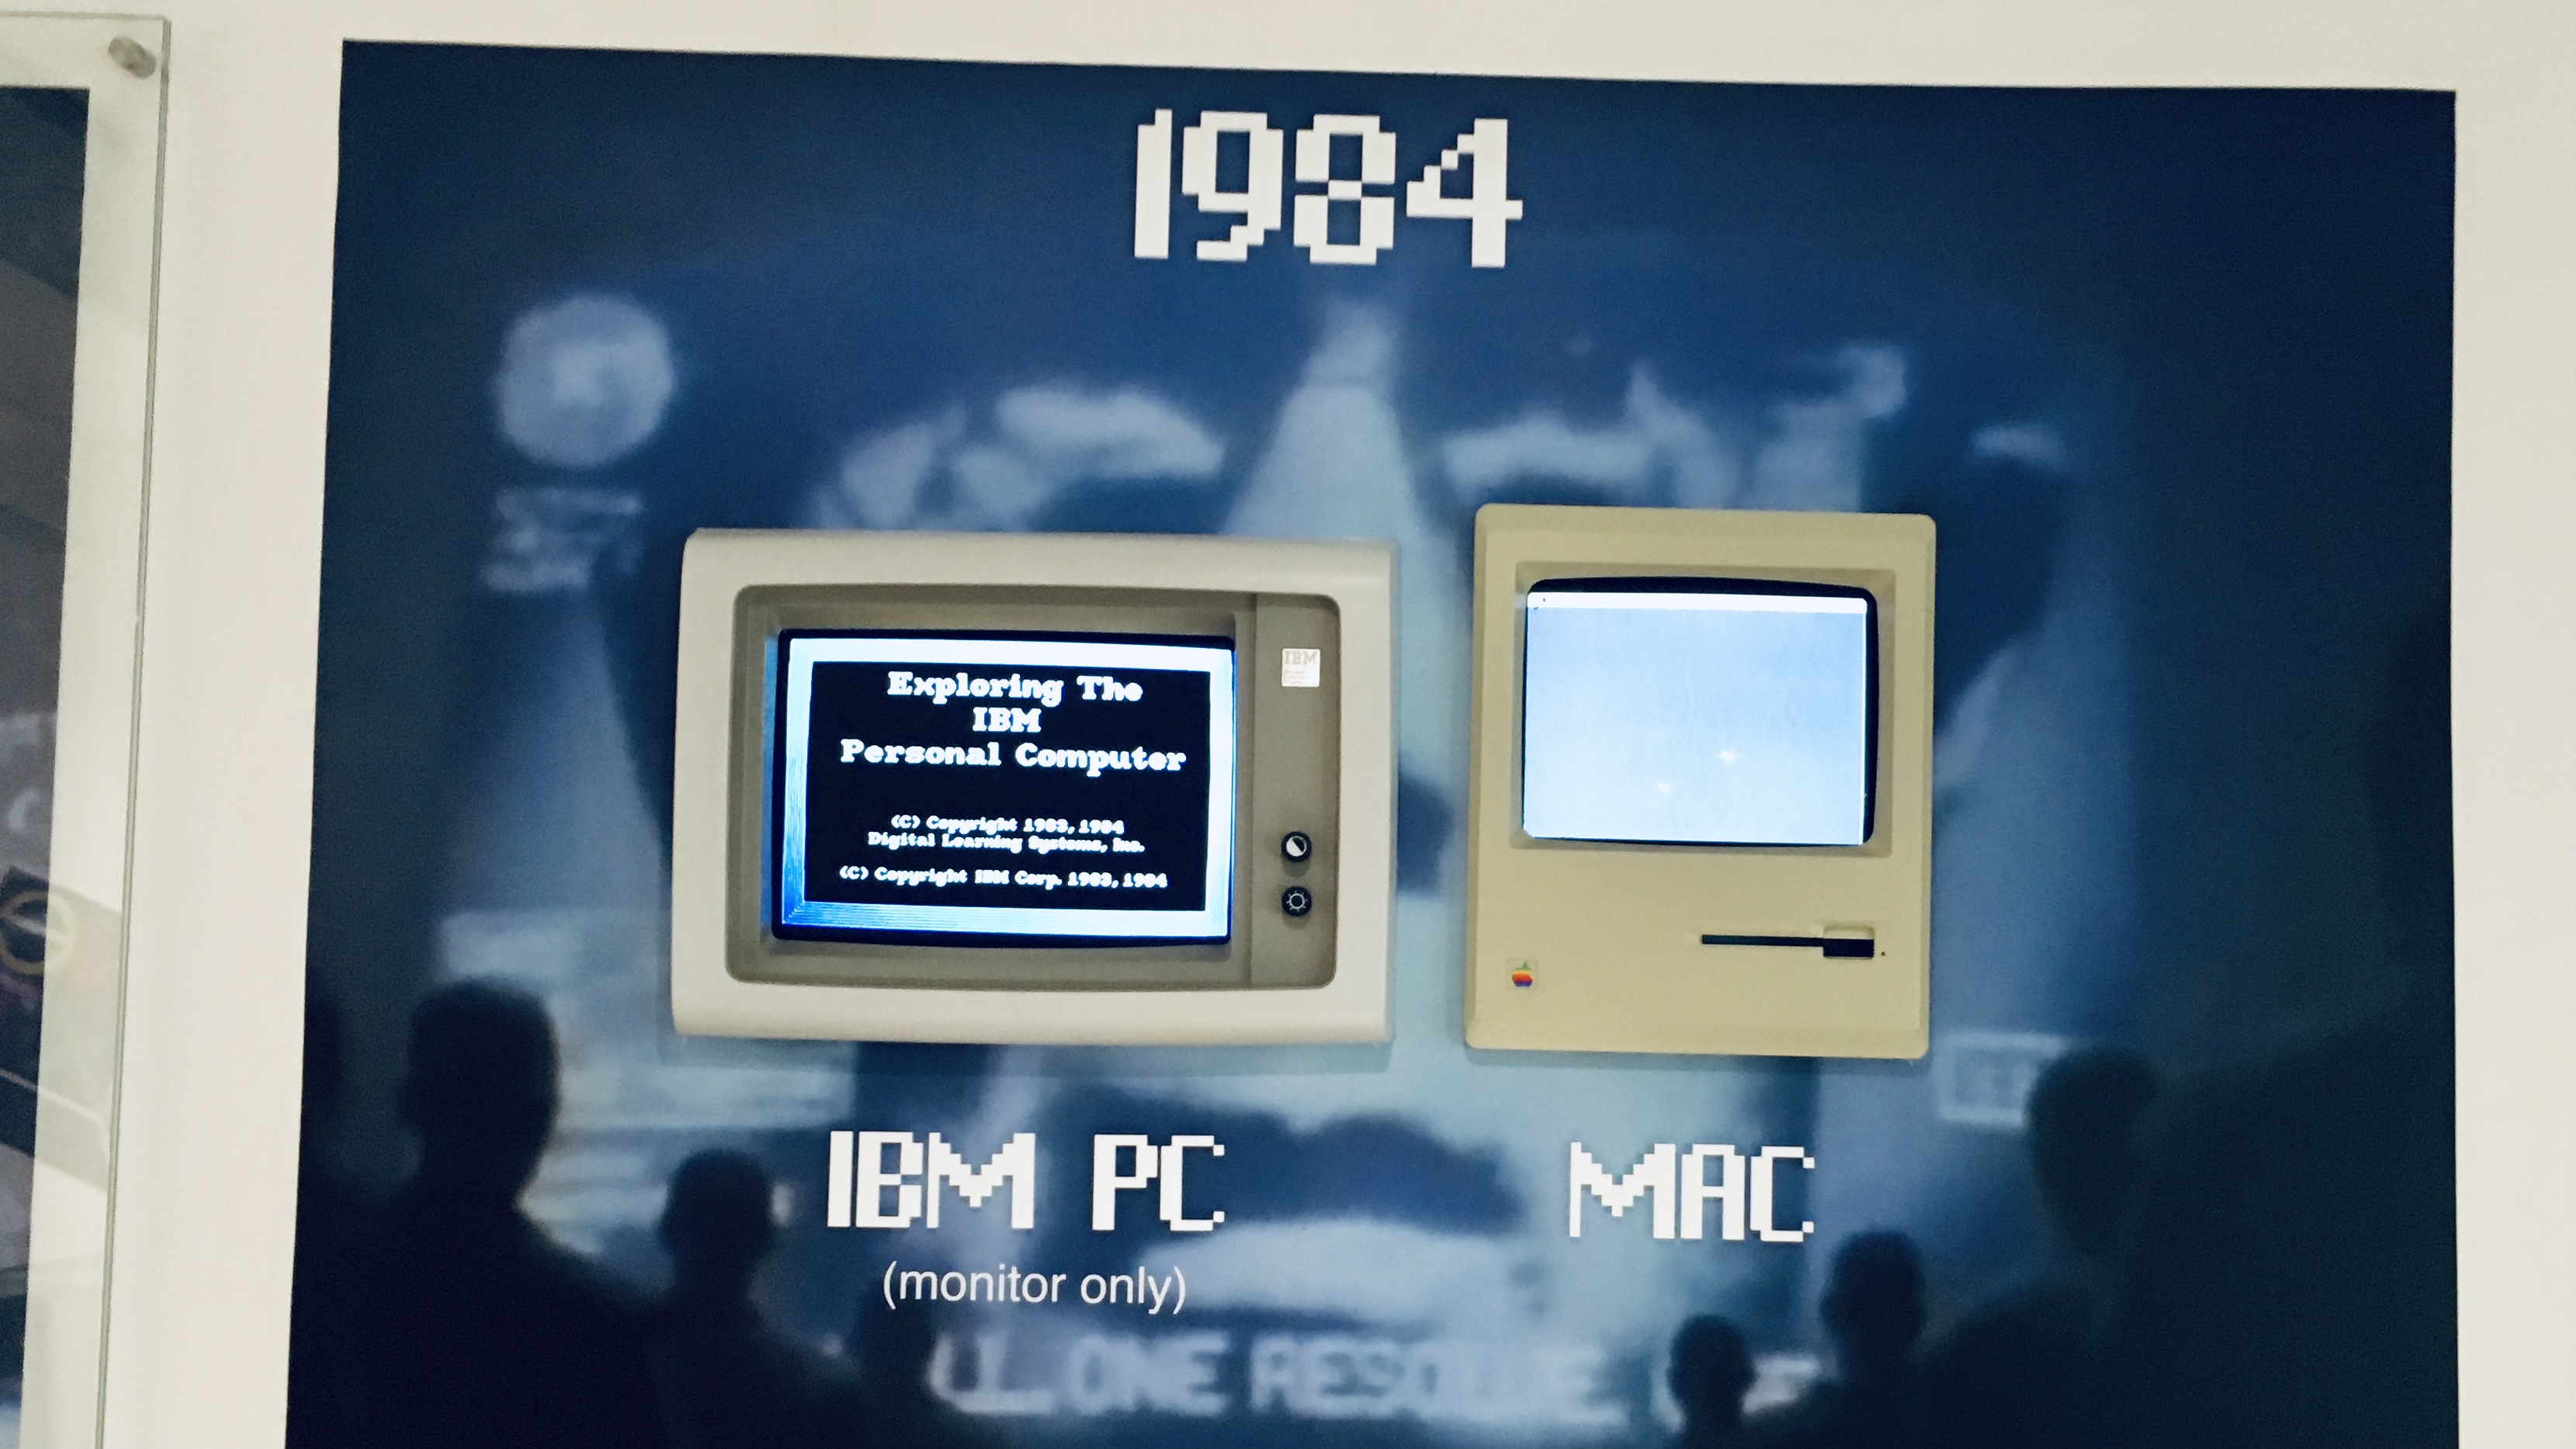 1984
Exploring The
IBM
Personal Computer
(C) Copyright 1983, 1984
Digital Learning Systems, Inc.
(C) Copyright IBM Corp. 1983, 1984
IBM
IBM PC
MAC
(monitor only)
ONE